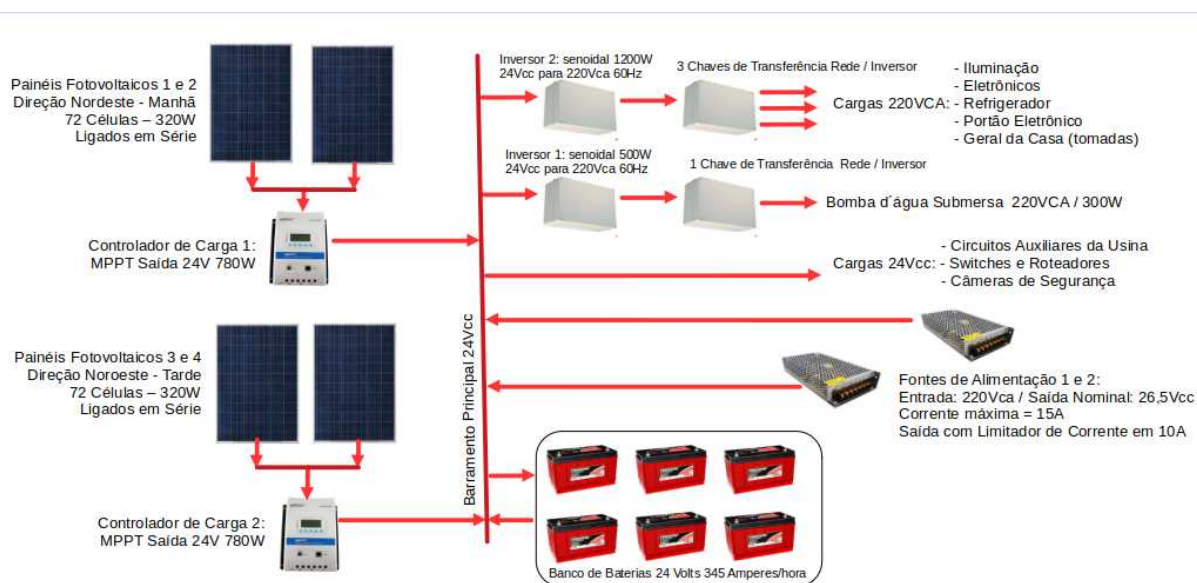 Painéis Fotovoltaicos 1 e 2
Direção Nordeste - Manhã
72 Células – 320W
Ligados em Série
Controlador de Carga 1:
MPPT Saída 24V 780W
Painéis Fotovoltaicos 3 e 4
Direção Noroeste - Tarde
72 Células – 320W
Ligados em Série
Controlador de Carga 2:
MPPT Saída 24V 780W
Barramento Principal 24Vcc
Inversor 2: senoidal 1200W
24Vcc para 220Vca 60Hz
3 Chaves de Transferência Rede / Inversor
Cargas 220VCA:
- Iluminação
- Eletrônicos
- Refrigerador
- Portão Eletrônico
- Geral da Casa (tomadas)
Inversor 1: senoidal 500W
24Vcc para 220Vca 60Hz
1 Chave de Transferência Rede / Inversor
Bomba d´água Submersa 220VCA / 300W
Cargas 24Vcc:
- Circuitos Auxiliares da Usina
- Switches e Roteadores
- Câmeras de Segurança
Fontes de Alimentação 1 e 2:
Entrada: 220Vca / Saída Nominal: 26,5Vcc
Corrente máxima = 15A
Saída com Limitador de Corrente em 10A
Banco de Baterias 24 Volts 345 Amperes/hora